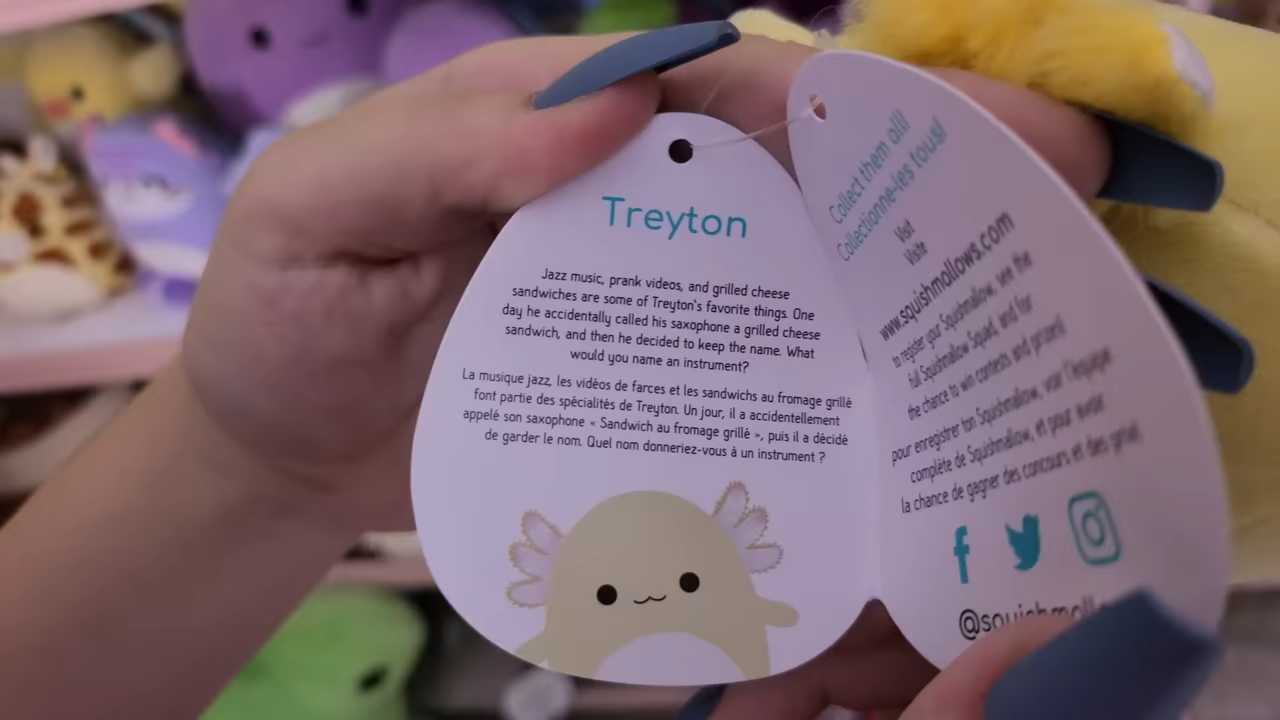 Treyton
Jazz music, prank videos, and grilled cheese
sandwiches are some of Treyton's favorite things. One
day he accidentally called his saxophone a grilled cheese
sandwich, and then he decided to keep the name. What
would you name an instrument?
La musique jazz, les vidéos de farces et les sandwichs au fromage grillé
font partie des spécialités de Treyton. Un jour, il a accidentellement
appelé son saxophone « Sandwich au fromage grillé », puis il a décidé
de garder le nom. Quel nom donneriez-vous à un instrument ?
Collect them all!
Collectionne-les tous!
Visit
Visite
www.squishmallows.com
to register your Squishmallow, see the
full Squishmallow Squad, and for
the chance to win contests and prizes!
pour enregistrer ton Squishmallow, voir l'équipe
complète de Squishmallow, et pour avoir
la chance de gagner des concours et des prix!